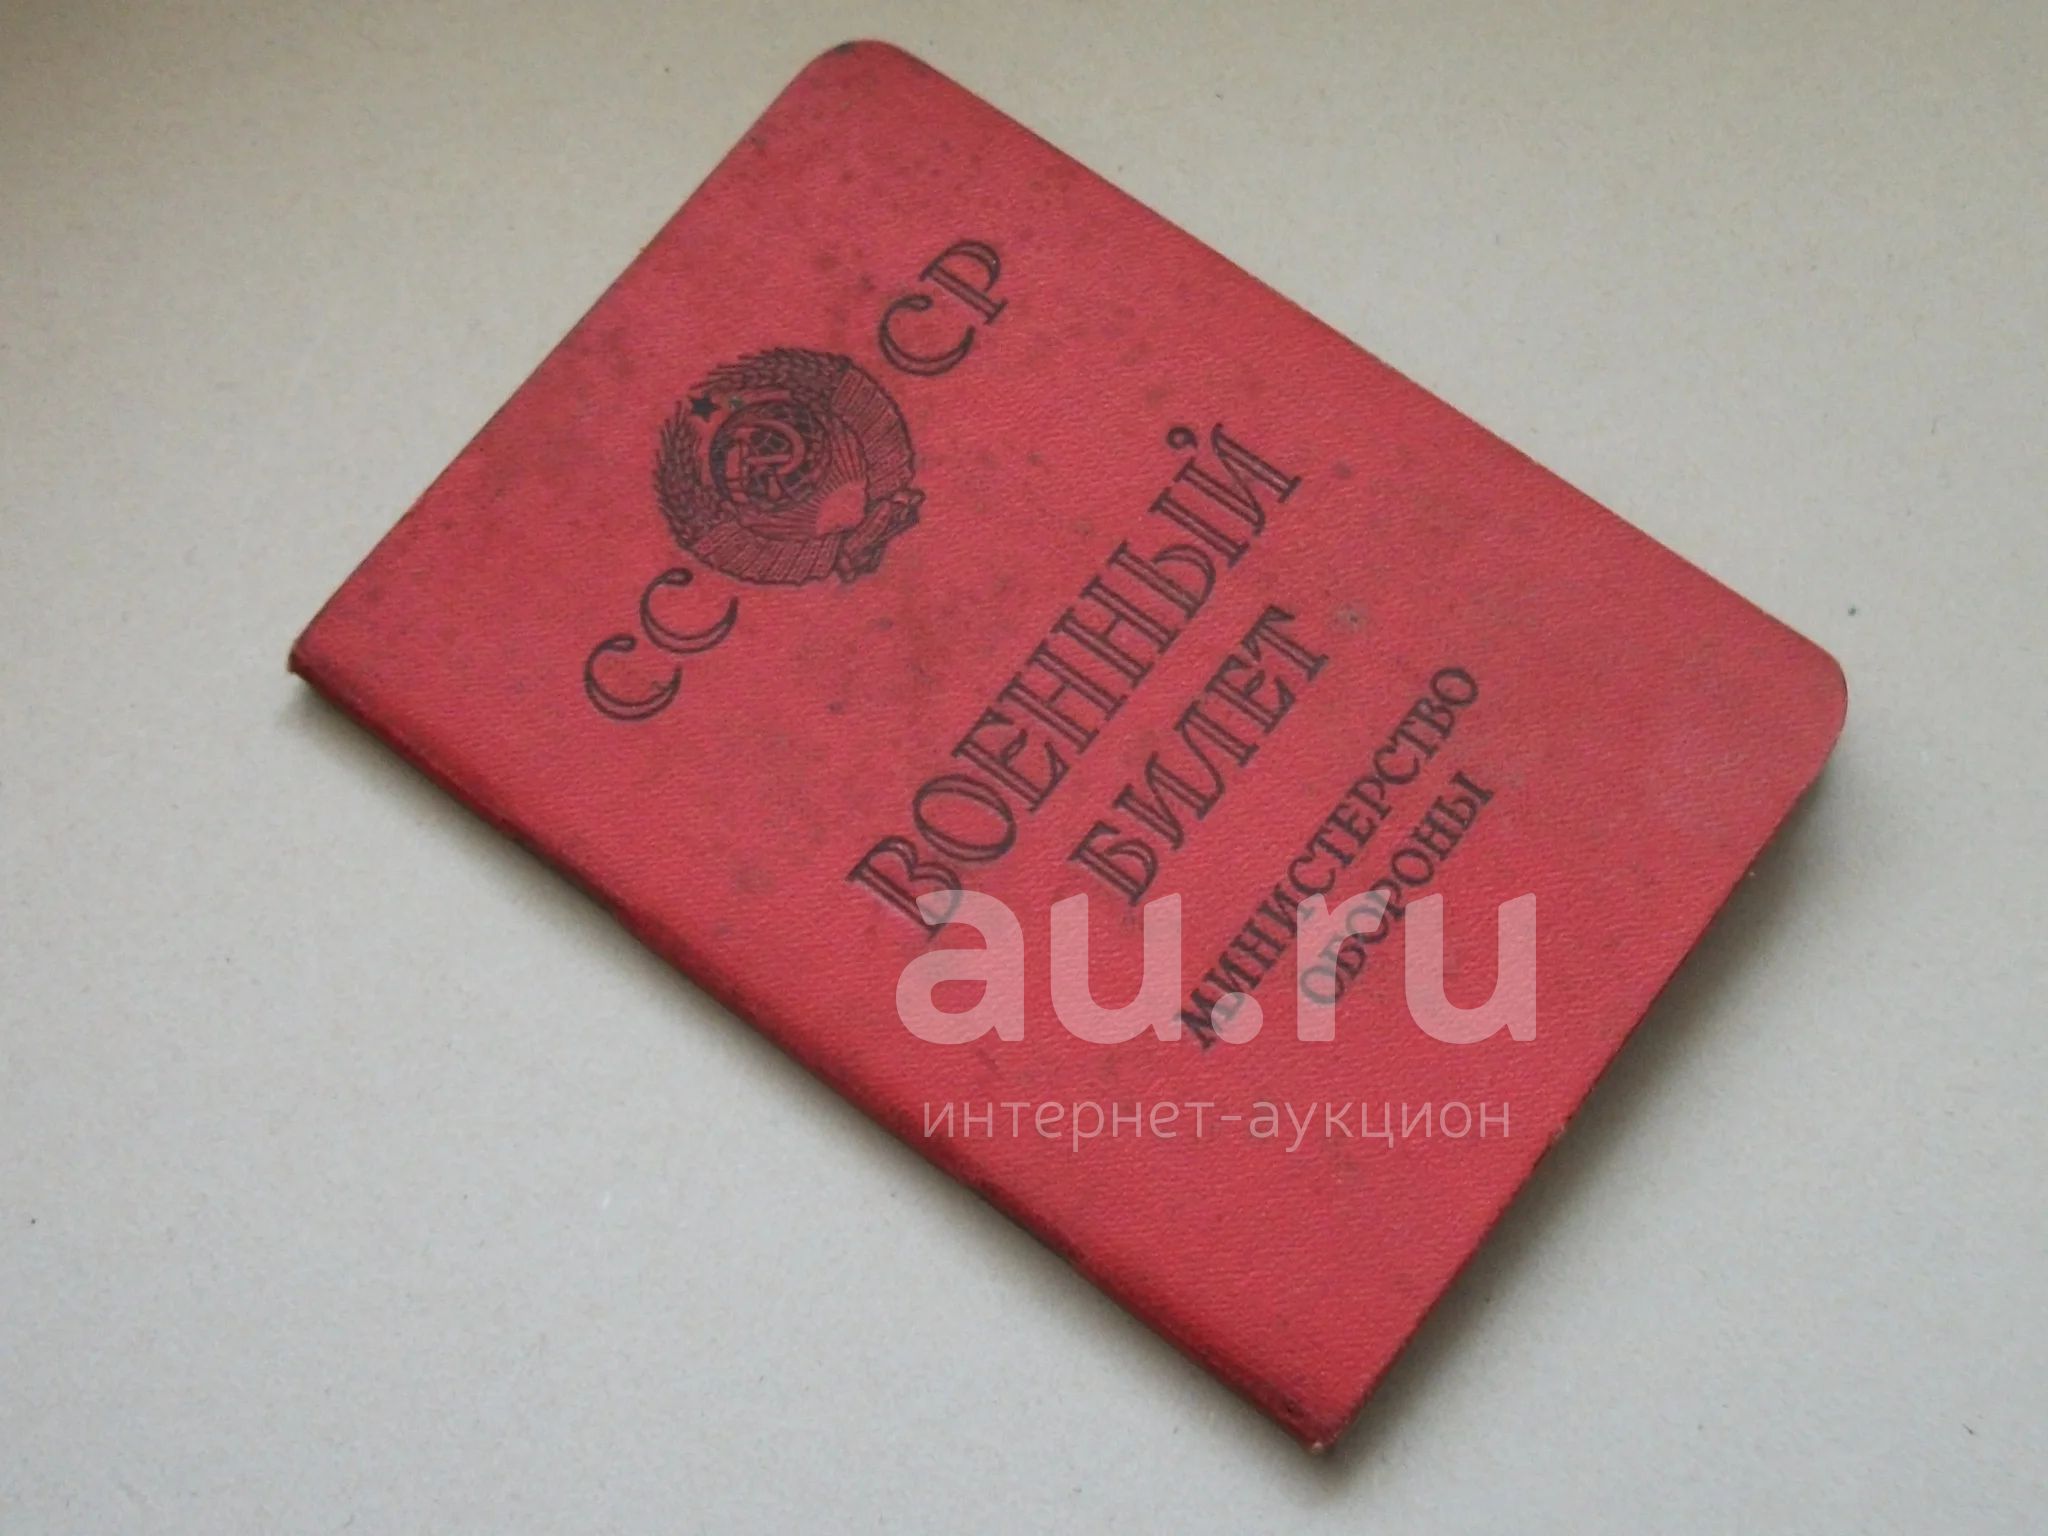 СССР
ВОЕННЫЙ
БИЛЕТ
МИНИСТЕРСТВО
ОБОРОНЫ
au.ru
интернет-аукцион